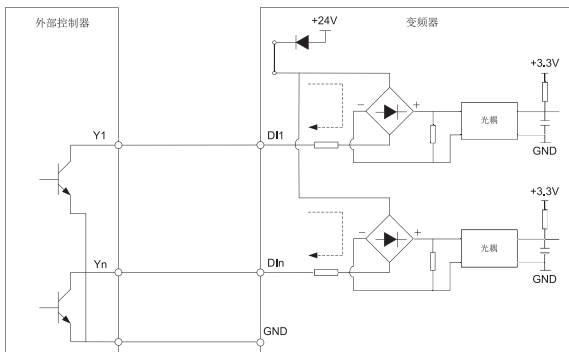 外部控制器
变频器
+24V
+3.3V
Y1
DI1
−
+
光耦
GND
+3.3V
Yn
DIn
−
+
光耦
GND
GND